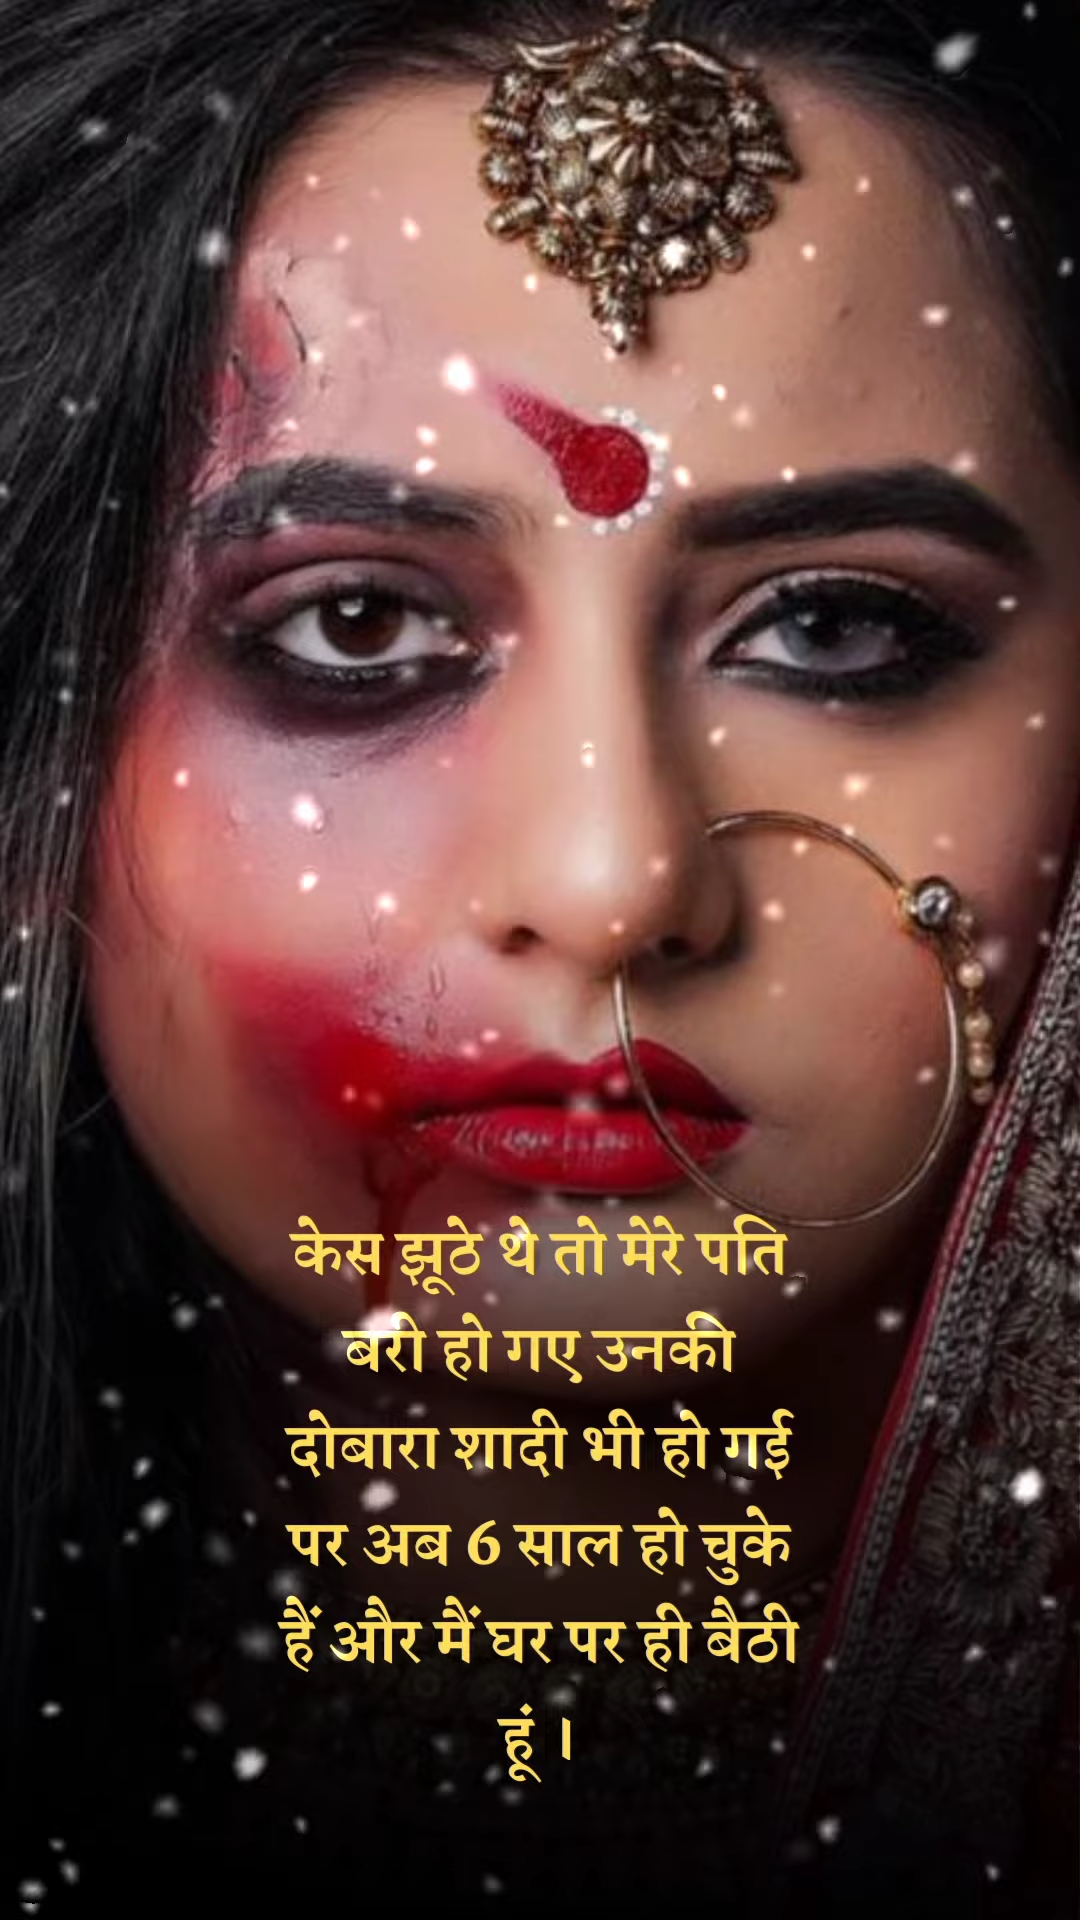 केस झूठे थे तो मेरे पति
बरी हो गए उनकी
दोबारा शादी भी हो गई
पर अब 6 साल हो चुके
हैं और मैं घर पर ही बैठी
हूं ।